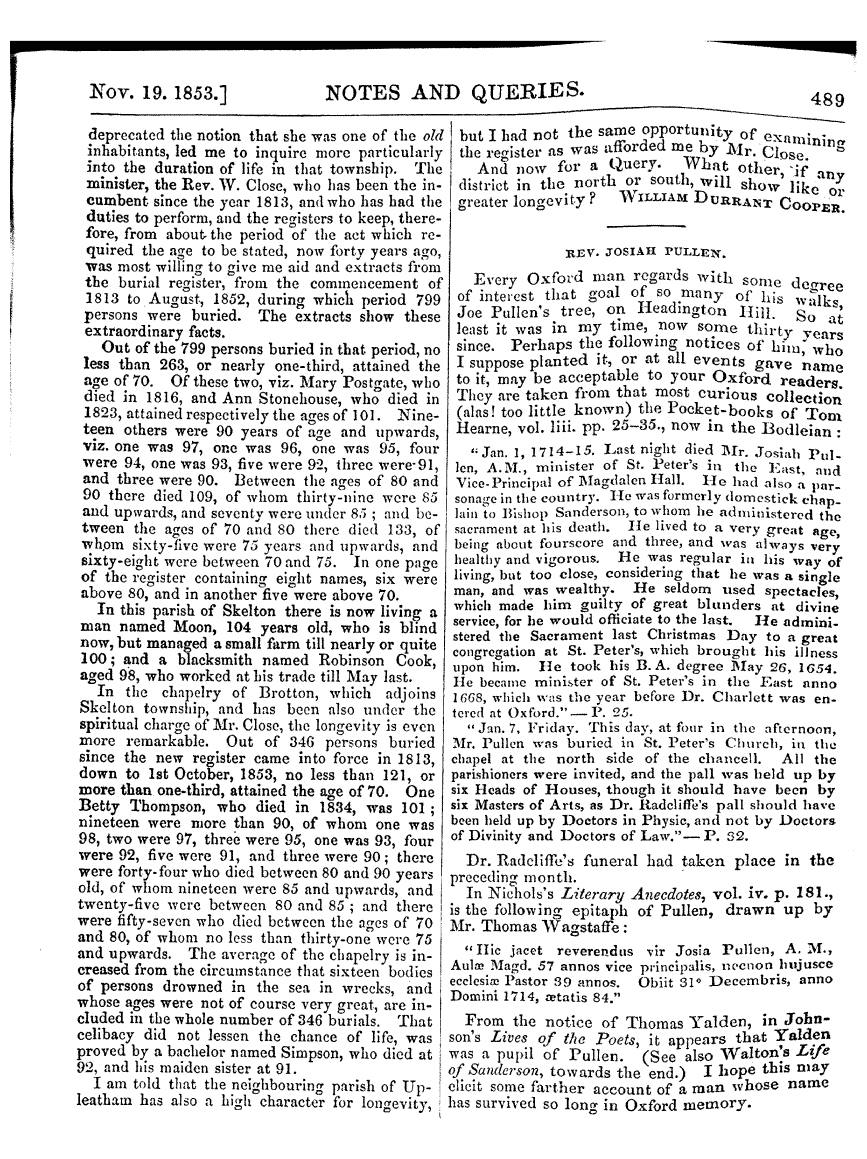 Nov. 19. 1853.]
NOTES AND QUERIES.
489
deprecated the notion that she was one of the old
inhabitants, led me to inquire more particularly
into the duration of life in that township. The
minister, the Rev. W. Close, who has been the in-
cumbent since the year 1813, and who has had the
duties to perform, and the registers to keep, there-
fore, from about the period of the act which re-
quired the age to be stated, now forty years ago,
was most willing to give me aid and extracts from
the burial register, from the commencement of
1813 to August, 1852, during which period 799
persons were buried. The extracts show these
extraordinary facts.
Out of the 799 persons buried in that period, no
less than 263, or nearly one-third, attained the
age of 70. Of these two, viz. Mary Postgate, who
died in 1816, and Ann Stonehouse, who died in
1823, attained respectively the ages of 101. Nine-
teen others were 90 years of age and upwards,
viz. one was 97, one was 96, one was 95, four
were 94, one was 93, five were 92, three were 91,
and three were 90. Between the ages of 80 and
90 there died 109, of whom thirty-nine were 85
and upwards, and seventy were under 85; and be-
tween the ages of 70 and 80 there died 133, of
whom sixty-five were 75 years and upwards, and
sixty-eight were between 70 and 75. In one page
of the register containing eight names, six were
above 80, and in another five were above 70.
In this parish of Skelton there is now living a
man named Moon, 104 years old, who is blind
now, but managed a small farm till nearly or quite
100; and a blacksmith named Robinson Cook,
aged 98, who worked at his trade till May last.
In the chapelry of Brotton, which adjoins
Skelton township, and has been also under the
spiritual charge of Mr. Close, the longevity is even
more remarkable. Out of 346 persons buried
since the new register came into force in 1813,
down to 1st October, 1853, no less than 121, or
more than one-third, attained the age of 70. One
Betty Thompson, who died in 1834, was 101;
nineteen were more than 90, of whom one was
98, two were 97, three were 95, one was 93, four
were 92, five were 91, and three were 90; there
were forty-four who died between 80 and 90 years
old, of whom nineteen were 85 and upwards, and
twenty-five were between 80 and 85; and there
were fifty-seven who died between the ages of 70
and 80, of whom no less than thirty-one were 75
and upwards. The average of the chapelry is in-
creased from the circumstance that sixteen bodies
of persons drowned in the sea in wrecks, and
whose ages were not of course very great, are in-
cluded in the whole number of 346 burials. That
celibacy did not lessen the chance of life, was
proved by a bachelor named Simpson, who died at
92, and his maiden sister at 91.
I am told that the neighbouring parish of Up-
leatham has also a high character for longevity,
but I had not the same opportunity of examining
the register as was afforded me by Mr. Close.
And now for a Query. What other, if any
district in the north or south, will show like or
greater longevity? WILLIAM DURRANT COOPER.
REV. JOSIAH PULLEN.
Every Oxford man regards with some degree
of interest that goal of so many of his walks,
Joe Pullen's tree, on Headington Hill. So at
least it was in my time, now some thirty years
since. Perhaps the following notices of him, who
I suppose planted it, or at all events gave name
to it, may be acceptable to your Oxford readers.
They are taken from that most curious collection
(alas! too little known) the Pocket-books of Tom
Hearne, vol. liii. pp. 25-35., now in the Bodleian:
"Jan. 1, 1714-15. Last night died Mr. Josiah Pul-
len, A.M., minister of St. Peter's in the East, and
Vice-Principal of Magdalen Hall. He had also a par-
sonage in the country. He was formerly domestick chap-
lain to Bishop Sanderson, to whom he administered the
sacrament at his death. He lived to a very great age,
being about fourscore and three, and was always very
healthy and vigorous. He was regular in his way of
living, but too close, considering that he was a single
man, and was wealthy. He seldom used spectacles,
which made him guilty of great blunders at divine
service, for he would officiate to the last. He admini-
stered the Sacrament last Christmas Day to a great
congregation at St. Peter's, which brought his illness
upon him. He took his B.A. degree May 26, 1654.
He became minister of St. Peter's in the East anno
1668, which was the year before Dr. Charlett was en-
tered at Oxford."—P. 25.
"Jan. 7, Friday. This day, at four in the afternoon,
Mr. Pullen was buried in St. Peter's Church, in the
chapel at the north side of the chancell. All the
parishioners were invited, and the pall was held up by
six Heads of Houses, though it should have been by
six Masters of Arts, as Dr. Radcliffe's pall should have
been held up by Doctors in Physic, and not by Doctors
of Divinity and Doctors of Law."—P. 32.
Dr. Radcliffe's funeral had taken place in the
preceding month.
In Nichols's Literary Anecdotes, vol. iv. p. 181.,
is the following epitaph of Pullen, drawn up by
Mr. Thomas Wagstaffe:
"Hic jacet reverendus vir Josia Pullen, A. M.,
Aulæ Magd. 57 annos vice principalis, necnon hujusce
ecclesiæ Pastor 39 annos. Obiit 31° Decembris, anno
Domini 1714, ætatis 84."
From the notice of Thomas Yalden, in John-
son's Lives of the Poets, it appears that Yalden
was a pupil of Pullen. (See also Walton's Life
of Sanderson, towards the end.) I hope this may
elicit some farther account of a man whose name
has survived so long in Oxford memory.